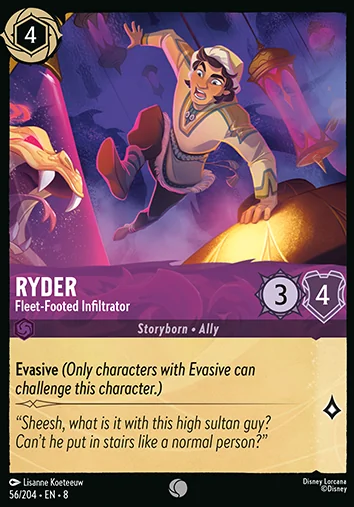 4
RYDER
Fleet-Footed Infiltrator
3
4
Storyborn • Ally
Evasive (Only characters with Evasive can
challenge this character.)
“Sheesh, what is it with this high sultan guy?
Can’t he put in stairs like a normal person?”
Lisanne Koeteeuw
56/204 • EN • 8
Disney Lorcana
©Disney